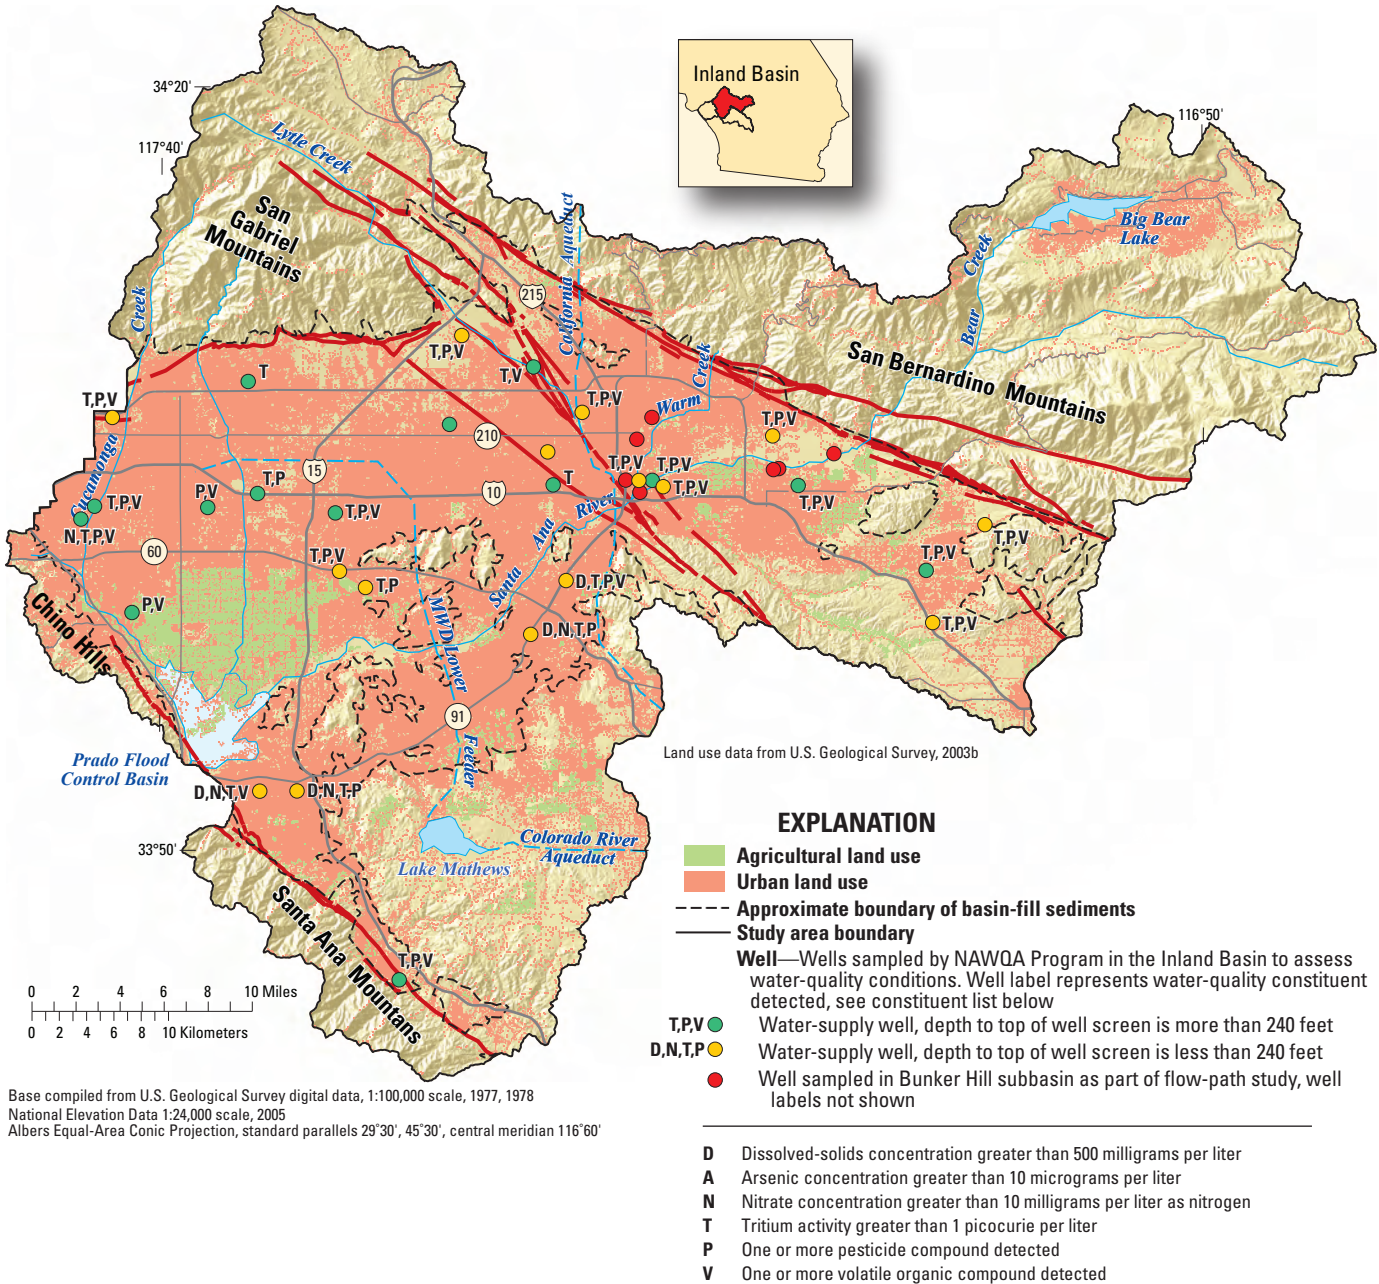 Inland Basin
34°20'
117°40'
116°50'
Lytle Creek
San
Gabriel
Mountains
California Aqueduct
Big Bear
Lake
Bear Creek
Creek
215
San Bernardino Mountains
T,P,V
T
T,V
Warm Creek
T,P,V
T,P,V
T,P,V
210
Cucamonga
15
T,P
T
10
T,P,V
T,P,V
T,P,V
T,P,V
P,V
T,P,V
T,P,V
N,T,P,V
Santa Ana River
60
T,P,V
T,P,V
T,P,V
T,P
D,T,P,V
Chino Hills
P,V
MWD Lower Feeder
D,N,T,P
T,P,V
91
Prado Flood
Control Basin
Land use data from U.S. Geological Survey, 2003b
D,N,T,V
D,N,T,P
33°50'
Colorado River
Aqueduct
Lake Mathews
Santa Ana Mountans
T,P,V
EXPLANATION
Agricultural land use
Urban land use
Approximate boundary of basin-fill sediments
Study area boundary
Well—Wells sampled by NAWQA Program in the Inland Basin to assess
water-quality conditions. Well label represents water-quality constituent
detected, see constituent list below
T,P,V Water-supply well, depth to top of well screen is more than 240 feet
D,N,T,P Water-supply well, depth to top of well screen is less than 240 feet
Well sampled in Bunker Hill subbasin as part of flow-path study, well
labels not shown
0 2 4 6 8 10 Miles
0 2 4 6 8 10 Kilometers
Base compiled from U.S. Geological Survey digital data, 1:100,000 scale, 1977, 1978
National Elevation Data 1:24,000 scale, 2005
Albers Equal-Area Conic Projection, standard parallels 29°30', 45°30', central meridian 116°60'
D Dissolved-solids concentration greater than 500 milligrams per liter
A Arsenic concentration greater than 10 micrograms per liter
N Nitrate concentration greater than 10 milligrams per liter as nitrogen
T Tritium activity greater than 1 picocurie per liter
P One or more pesticide compound detected
V One or more volatile organic compound detected